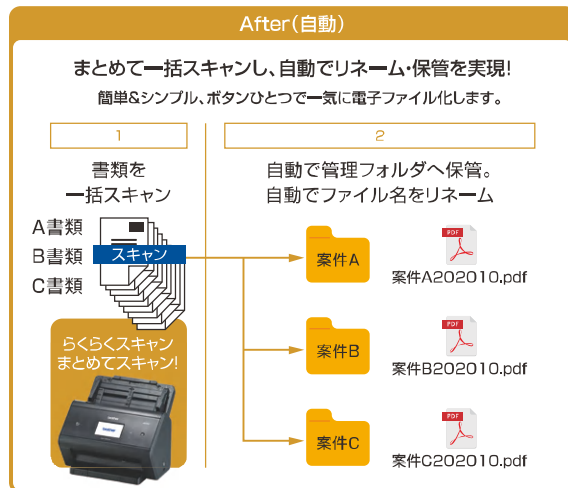 After(自動)
まとめて一括スキャンし、自動でリネーム・保管を実現!
簡単&シンプル、ボタンひとつで一気に電子ファイル化します。
1
書類を
一括スキャン
A書類
B書類
C書類
スキャン
らくらくスキャン
まとめてスキャン!
brother
2
自動で管理フォルダへ保管。
自動でファイル名をリネーム
案件A
PDF
案件A202010.pdf
案件B
PDF
案件B202010.pdf
案件C
PDF
案件C202010.pdf